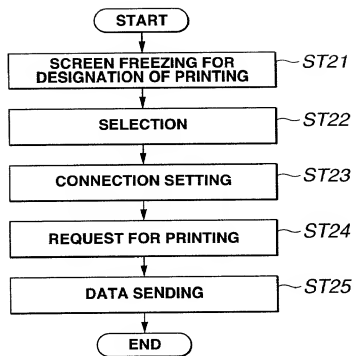 START
SCREEN FREEZING FOR
DESIGNATION OF PRINTING
ST21
SELECTION
ST22
CONNECTION SETTING
ST23
REQUEST FOR PRINTING
ST24
DATA SENDING
ST25
END